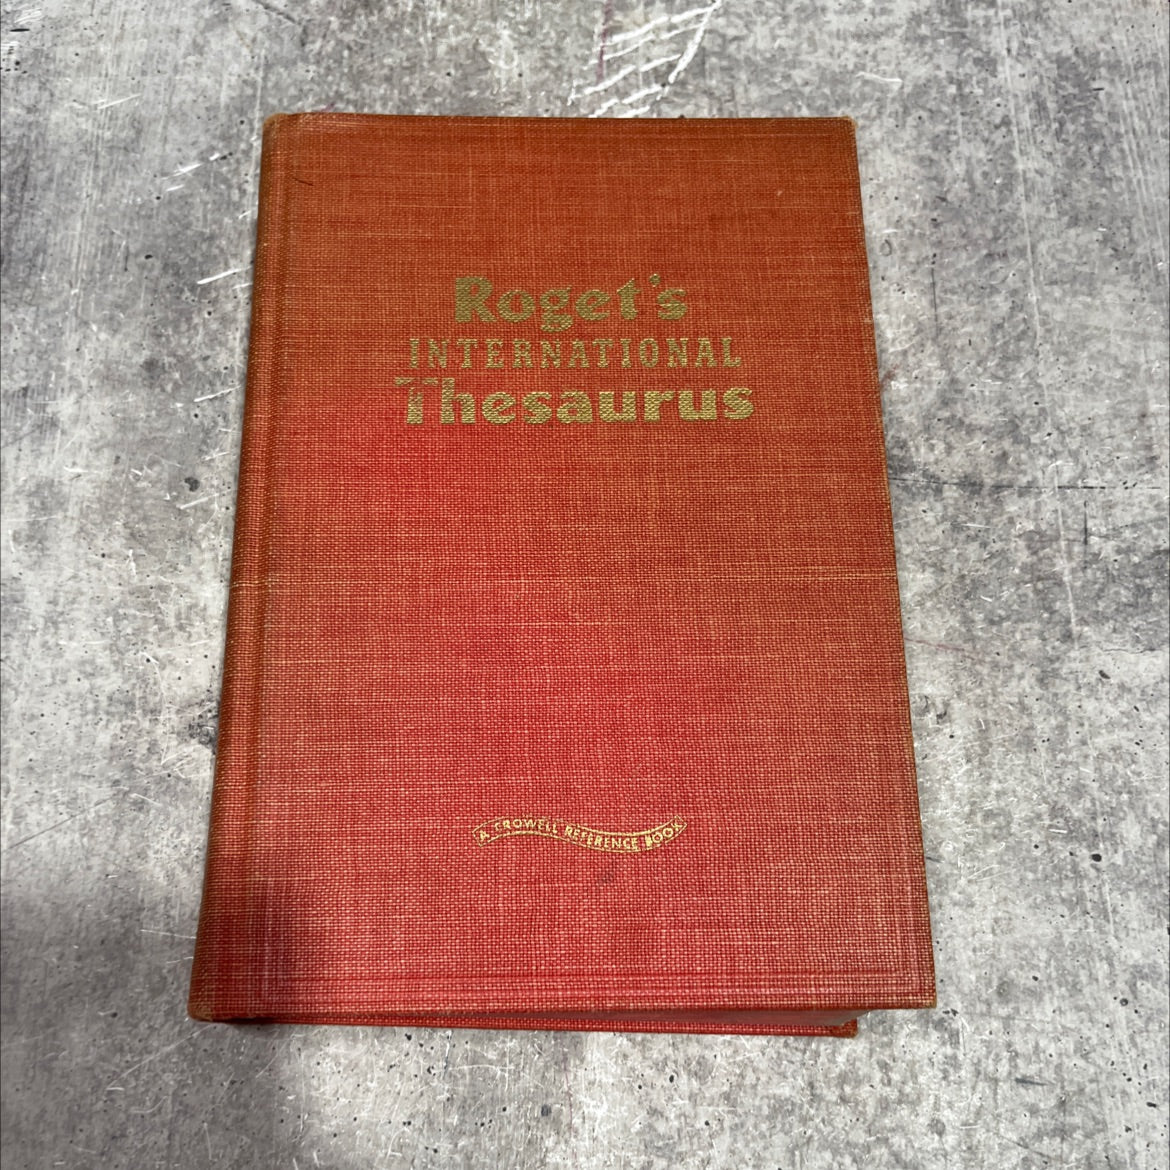 Roget's
INTERNATIONAL
Thesaurus
A CROWELL REFERENCE BOOK